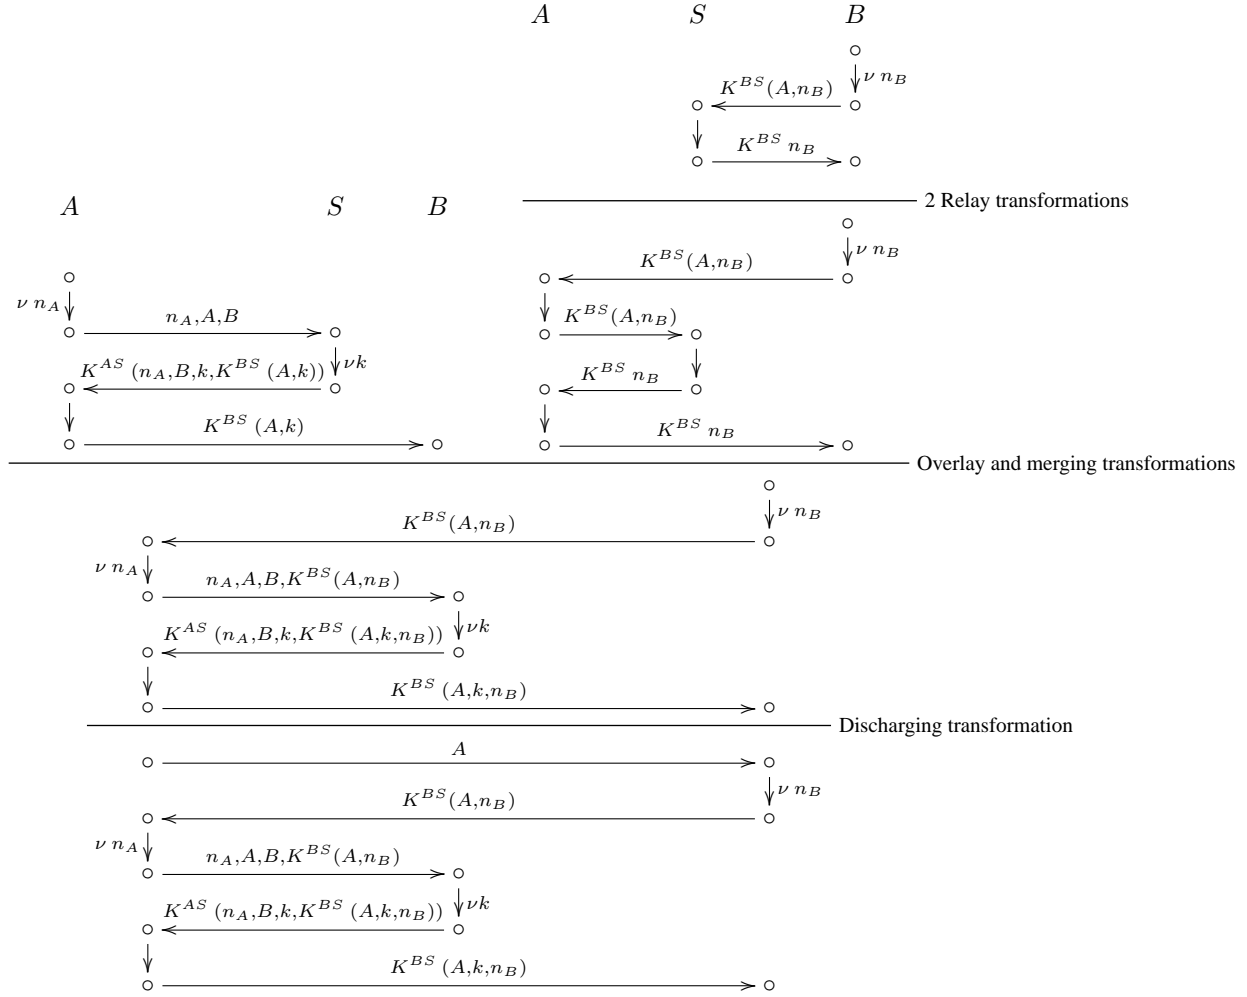 A S B
ν n_B
K^{BS}(A,n_B)
K^{BS} n_B
2 Relay transformations
A S B
ν n_B
K^{BS}(A,n_B)
ν n_A
n_A,A,B
K^{BS}(A,n_B)
νk
K^{AS} (n_A,B,k,K^{BS} (A,k))
K^{BS} n_B
K^{BS} (A,k)
K^{BS} n_B
Overlay and merging transformations
ν n_B
K^{BS}(A,n_B)
ν n_A
n_A,A,B,K^{BS}(A,n_B)
νk
K^{AS} (n_A,B,k,K^{BS} (A,k,n_B))
K^{BS} (A,k,n_B)
Discharging transformation
A
ν n_B
K^{BS}(A,n_B)
ν n_A
n_A,A,B,K^{BS}(A,n_B)
νk
K^{AS} (n_A,B,k,K^{BS} (A,k,n_B))
K^{BS} (A,k,n_B)